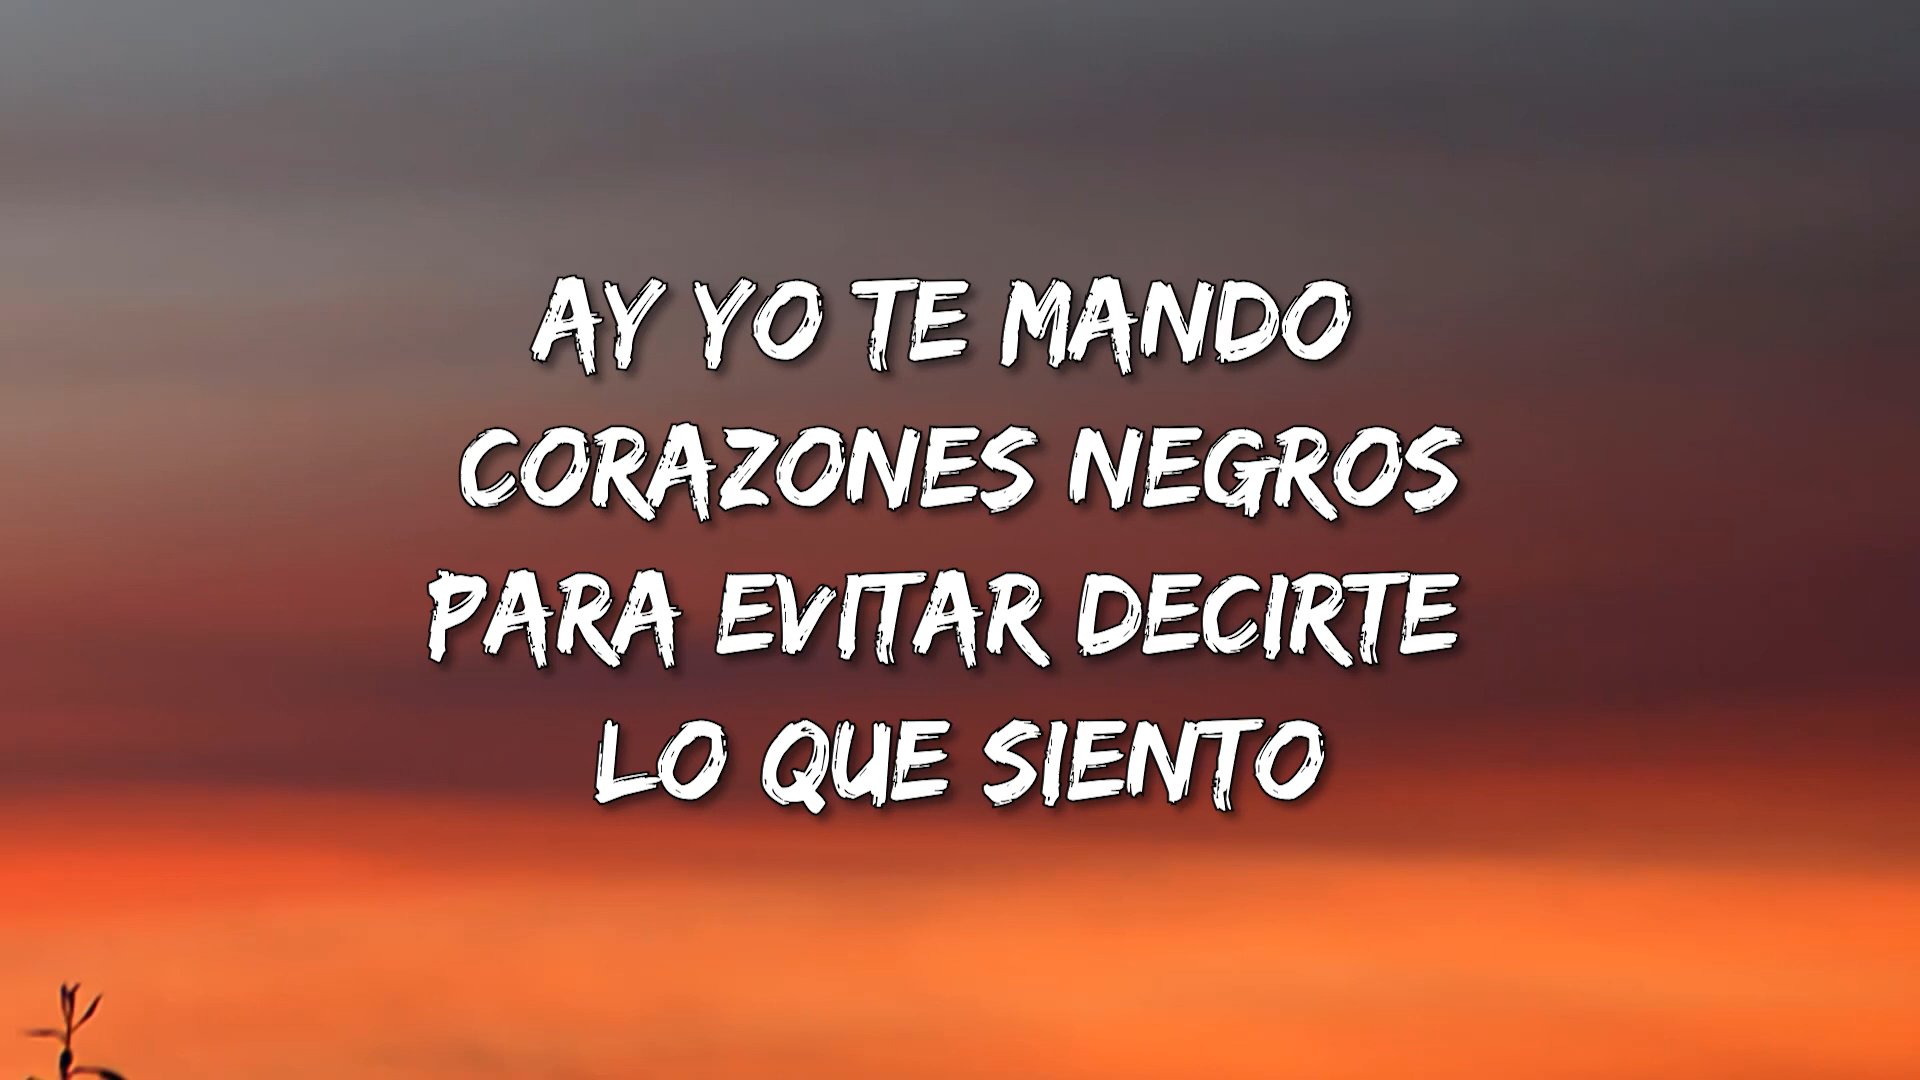 AY YO TE MANDO
CORAZONES NEGROS
PARA EVITAR DECIRTE
LO QUE SIENTO